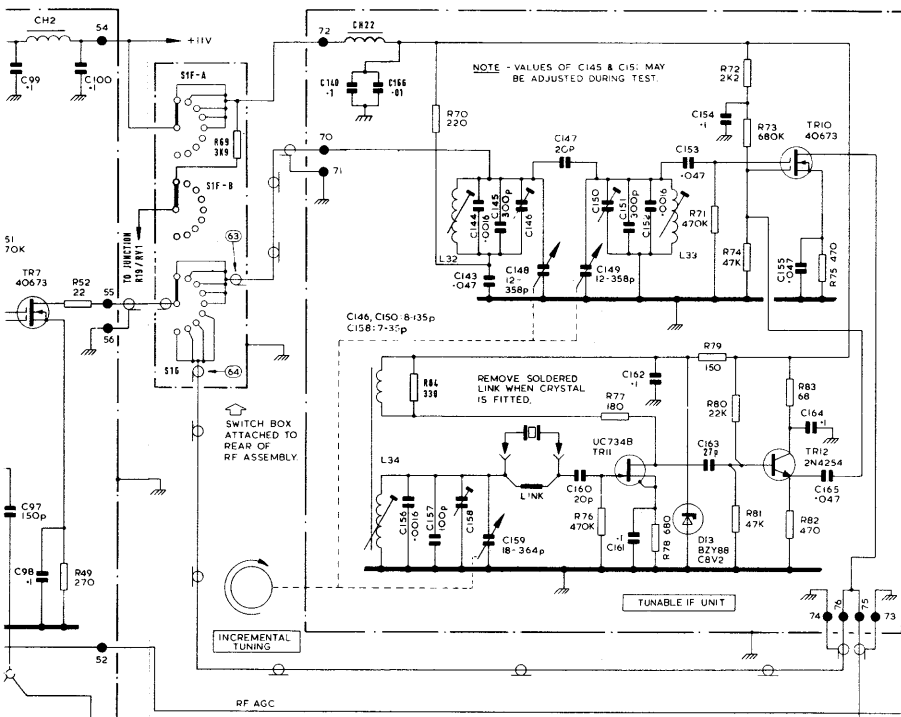 CH2
54
+11V
C99
·1
C100
·1
S1F-A
R69
3K9
S1F-B
TO JUNCTION
R19/RV1
51
70K
TR7
40673
R52
22
55
56
63
S1G
64
SWITCH BOX
ATTACHED TO
REAR OF
RF ASSEMBLY.
72
CH22
C140
·1
C166
·01
70
71
NOTE - VALUES OF C145 & C151 MAY
BE ADJUSTED DURING TEST.
R70
220
C147
20p
C153
·047
C154
·1
R72
2K2
R73
680K
TR10
40673
C144
·0016
C145
300p
C146
C150
C151
300p
C152
·0016
R71
470K
L32
L33
C143
·047
C148
12-
358p
C149
12-358p
R74
47K
C155
·047
R75 470
C146, C150:8-135p
C158:7-35p
R84
330
REMOVE SOLDERED
LINK WHEN CRYSTAL
IS FITTED.
R77
180
C162
·1
R79
150
R80
22K
R83
68
C164
·1
UC734B
TR11
C163
27p
TR12
2N4254
C165
·047
L34
LINK
C160
20p
C156
·0016
C157
100p
C158
C159
18-364p
R76
470K
·1
C161
R78 680
D13
BZY88
C8V2
R81
47K
R82
470
C97
150p
C98
·1
R49
270
52
INCREMENTAL
TUNING
TUNABLE IF UNIT
74
76
75
73
RF AGC